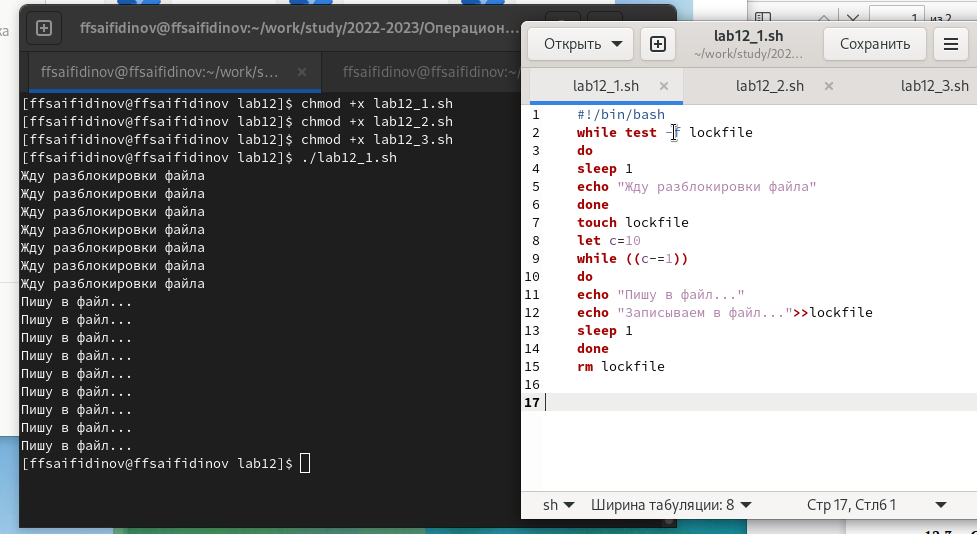 ка
ffsaifidinov@ffsaifidinov:~/work/study/2022-2023/Операцион...
ffsaifidinov@ffsaifidinov:~/work/s... ×
ffsaifidinov@ffsaifidinov:~/
[ffsaifidinov@ffsaifidinov lab12]$ chmod +x lab12_1.sh
[ffsaifidinov@ffsaifidinov lab12]$ chmod +x lab12_2.sh
[ffsaifidinov@ffsaifidinov lab12]$ chmod +x lab12_3.sh
[ffsaifidinov@ffsaifidinov lab12]$ ./lab12_1.sh
Жду разблокировки файла
Жду разблокировки файла
Жду разблокировки файла
Жду разблокировки файла
Жду разблокировки файла
Жду разблокировки файла
Жду разблокировки файла
Пишу в файл...
Пишу в файл...
Пишу в файл...
Пишу в файл...
Пишу в файл...
Пишу в файл...
Пишу в файл...
Пишу в файл...
Пишу в файл...
[ffsaifidinov@ffsaifidinov lab12]$
1 из 2
Открыть
lab12_1.sh
~/work/study/202...
Сохранить
lab12_1.sh ×
lab12_2.sh ×
lab12_3.sh
1 #!/bin/bash
2 while test -f lockfile
3 do
4 sleep 1
5 echo "Жду разблокировки файла"
6 done
7 touch lockfile
8 let c=10
9 while ((c-=1))
10 do
11 echo "Пишу в файл..."
12 echo "Записываем в файл...">>lockfile
13 sleep 1
14 done
15 rm lockfile
16
17
sh
Ширина табуляции: 8
Стр 17, Стлб 1